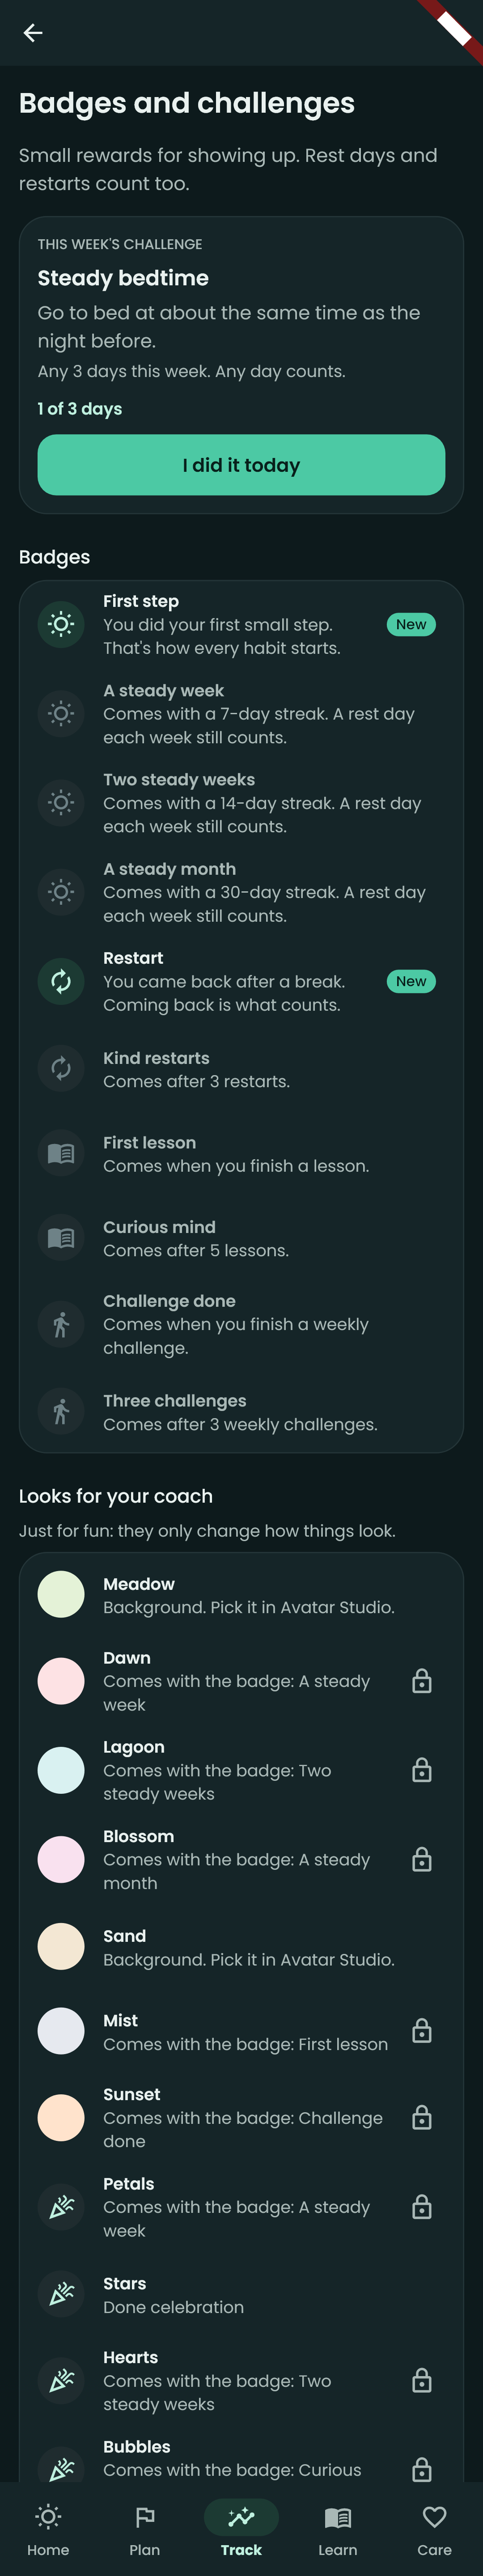 Badges and challenges
Small rewards for showing up. Rest days and
restarts count too.
THIS WEEK'S CHALLENGE
Steady bedtime
Go to bed at about the same time as the
night before.
Any 3 days this week. Any day counts.
1 of 3 days
I did it today
Badges
First step
You did your first small step.
That's how every habit starts.
New
A steady week
Comes with a 7-day streak. A rest day
each week still counts.
Two steady weeks
Comes with a 14-day streak. A rest day
each week still counts.
A steady month
Comes with a 30-day streak. A rest day
each week still counts.
Restart
You came back after a break.
Coming back is what counts.
New
Kind restarts
Comes after 3 restarts.
First lesson
Comes when you finish a lesson.
Curious mind
Comes after 5 lessons.
Challenge done
Comes when you finish a weekly
challenge.
Three challenges
Comes after 3 weekly challenges.
Looks for your coach
Just for fun: they only change how things look.
Meadow
Background. Pick it in Avatar Studio.
Dawn
Comes with the badge: A steady
week
Lagoon
Comes with the badge: Two
steady weeks
Blossom
Comes with the badge: A steady
month
Sand
Background. Pick it in Avatar Studio.
Mist
Comes with the badge: First lesson
Sunset
Comes with the badge: Challenge
done
Petals
Comes with the badge: A steady
week
Stars
Done celebration
Hearts
Comes with the badge: Two
steady weeks
Bubbles
Comes with the badge: Curious
Home
Plan
Track
Learn
Care